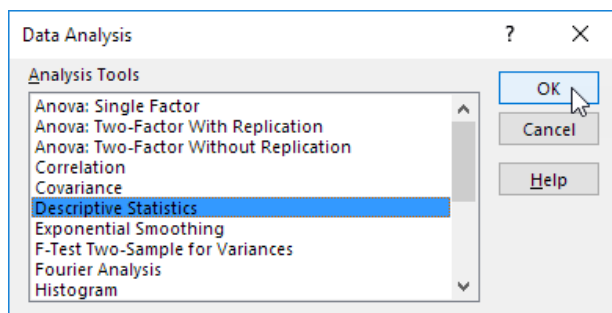 Data Analysis ?
Analysis Tools
OK
Anova: Single Factor
Anova: Two-Factor With Replication
Cancel
Anova: Two-Factor Without Replication
Correlation
Covariance
Help
Descriptive Statistics
Exponential Smoothing
F-Test Two-Sample for Variances
Fourier Analysis
Histogram